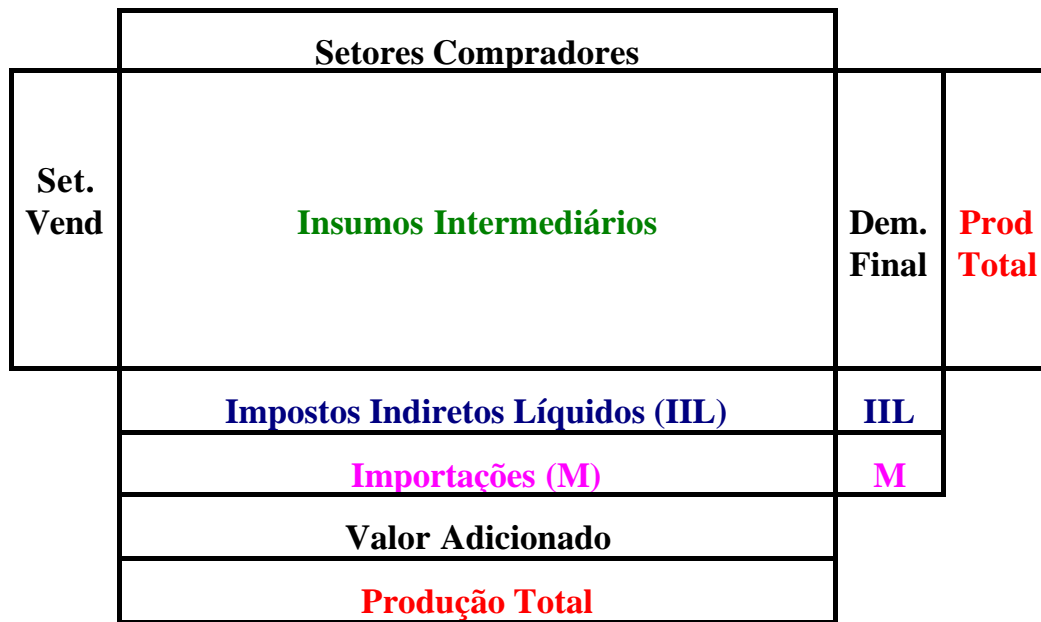 Setores Compradores
Set.
Vend
Insumos Intermediários
Dem.
Final
Prod
Total
Impostos Indiretos Líquidos (IIL)
IIL
Importações (M)
M
Valor Adicionado
Produção Total